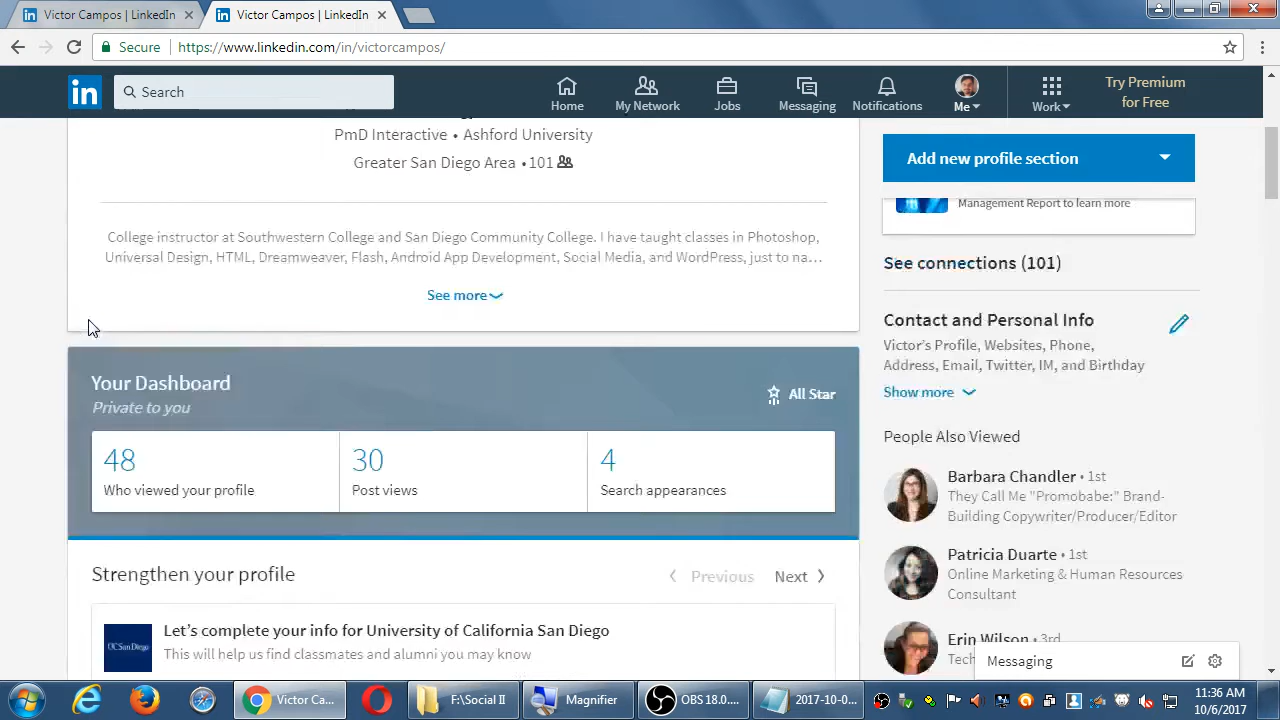 Victor Campos | LinkedIn
Victor Campos | LinkedIn
Secure
https://www.linkedin.com/in/victorcampos/
in
Search
Home
My Network
Jobs
Messaging
Notifications
Me
Work
Try Premium
for Free
PmD Interactive • Ashford University
Greater San Diego Area • 101
College instructor at Southwestern College and San Diego Community College. I have taught classes in Photoshop,
Universal Design, HTML, Dreamweaver, Flash, Android App Development, Social Media, and WordPress, just to na...
See more
Your Dashboard
Private to you
All Star
48
Who viewed your profile
30
Post views
4
Search appearances
Strengthen your profile
Previous
Next
UC San Diego
Let's complete your info for University of California San Diego
This will help us find classmates and alumni you may know
Add new profile section
Management Report to learn more
See connections (101)
Contact and Personal Info
Victor's Profile, Websites, Phone,
Address, Email, Twitter, IM, and Birthday
Show more
People Also Viewed
Barbara Chandler • 1st
They Call Me "Promobabe:" Brand-
Building Copywriter/Producer/Editor
Patricia Duarte • 1st
Online Marketing & Human Resources
Consultant
Erin Wilson • 3rd
Tech
Messaging
Victor Ca...
F:\Social II
Magnifier
OBS 18.0....
2017-10-0...
11:36 AM
10/6/2017